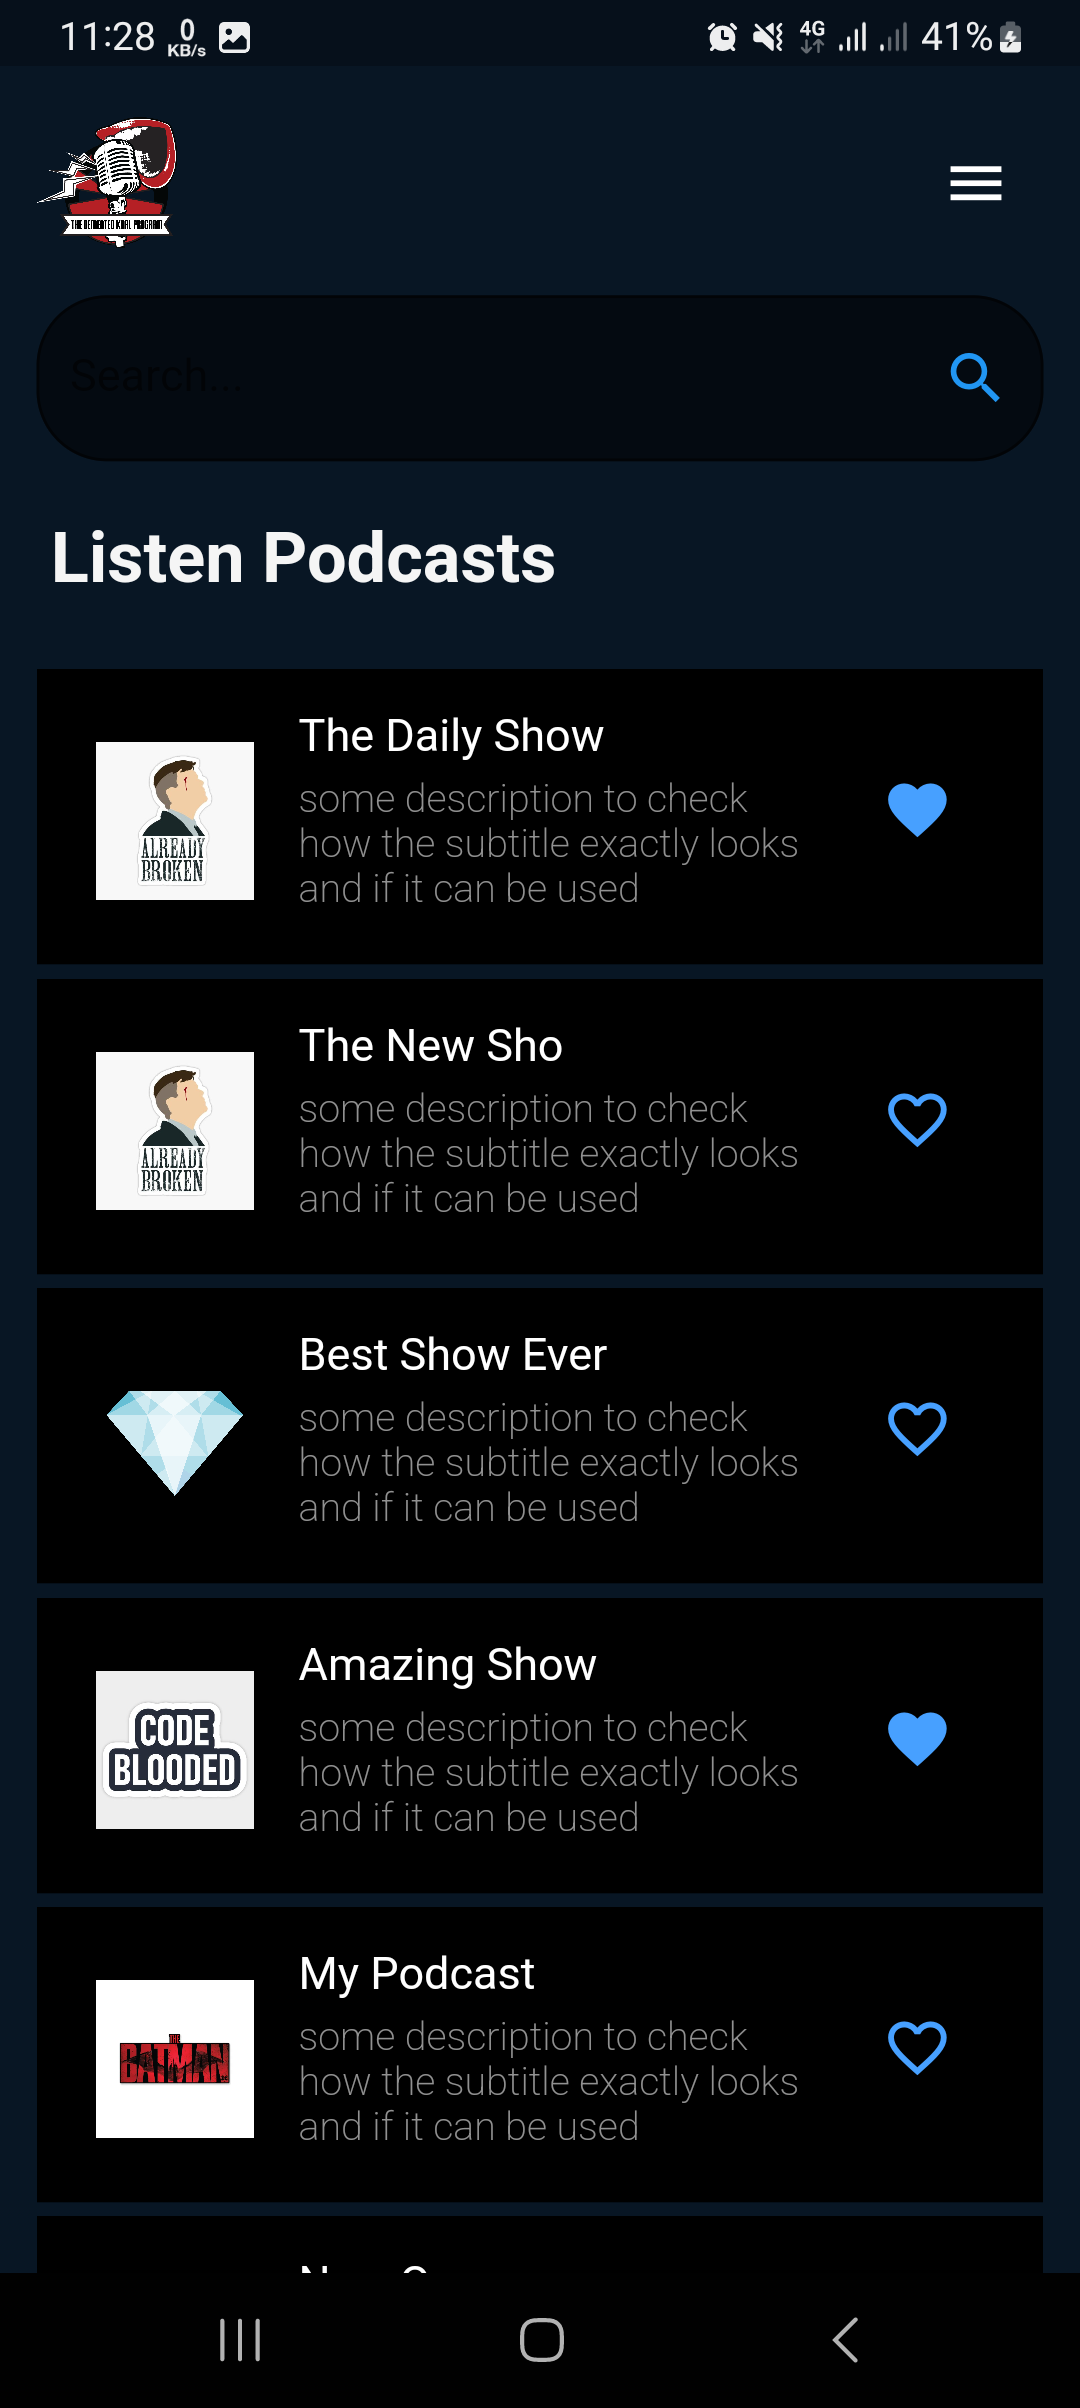 11:28 0 KB/s 4G 41%
THE DEMENTED KDAL PROGRAM
Search...
Listen Podcasts
The Daily Show
some description to check
how the subtitle exactly looks
and if it can be used
ALREADY
BROKEN
The New Sho
some description to check
how the subtitle exactly looks
and if it can be used
ALREADY
BROKEN
Best Show Ever
some description to check
how the subtitle exactly looks
and if it can be used
Amazing Show
some description to check
how the subtitle exactly looks
and if it can be used
CODE
BLOODED
My Podcast
some description to check
how the subtitle exactly looks
and if it can be used
THE
BATMAN